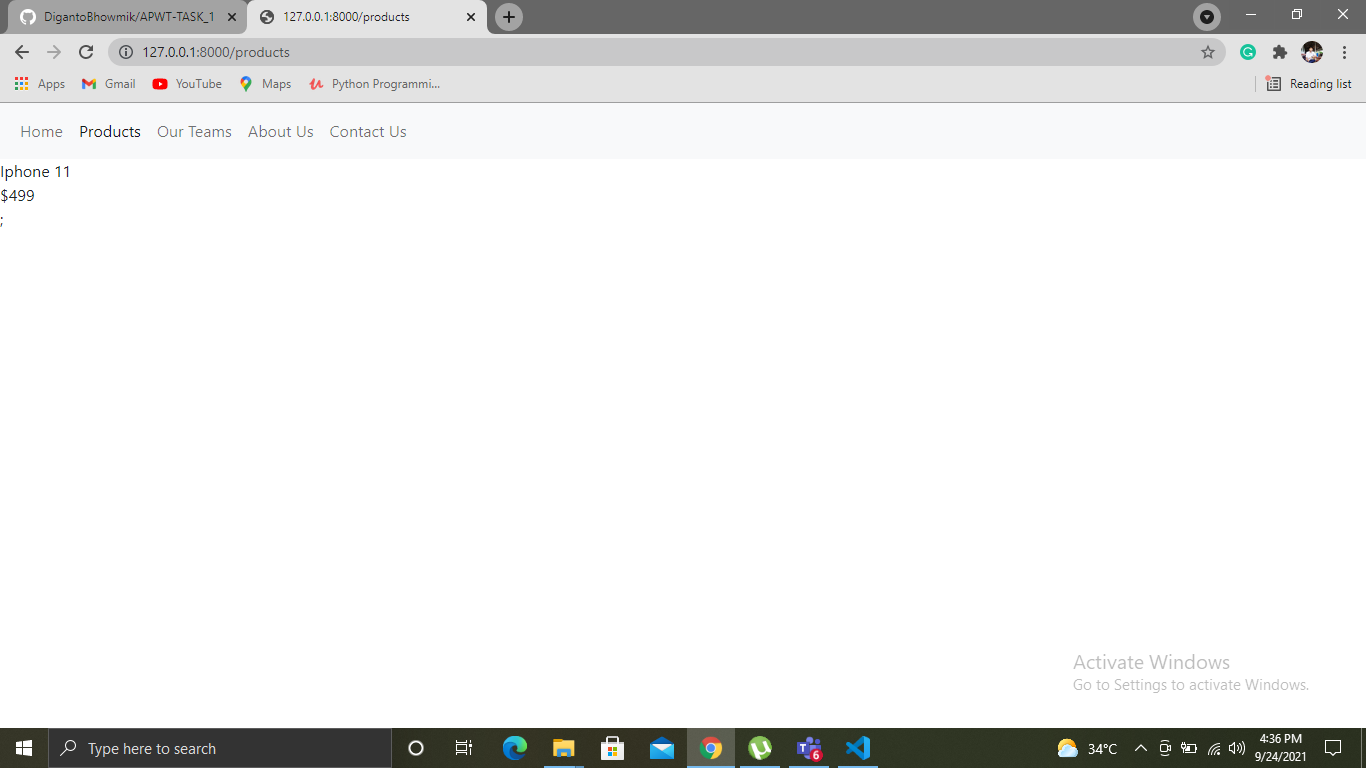 DigantoBhowmik/APWT-TASK_1
127.0.0.1:8000/products
127.0.0.1:8000/products
Apps Gmail YouTube Maps Python Programmi... Reading list
Home Products Our Teams About Us Contact Us
Iphone 11
$499
;
Activate Windows
Go to Settings to activate Windows.
Type here to search
6
34°C
4:36 PM
9/24/2021